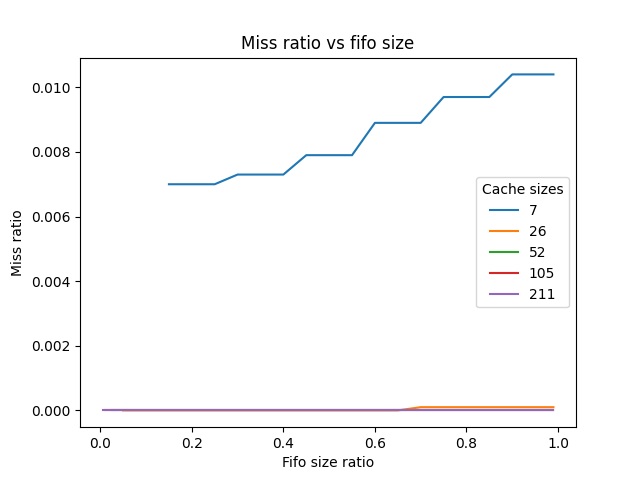 Miss ratio vs fifo size
0.010
0.008
0.006
0.004
0.002
0.000
Miss ratio
Cache sizes
7
26
52
105
211
0.0 0.2 0.4 0.6 0.8 1.0
Fifo size ratio